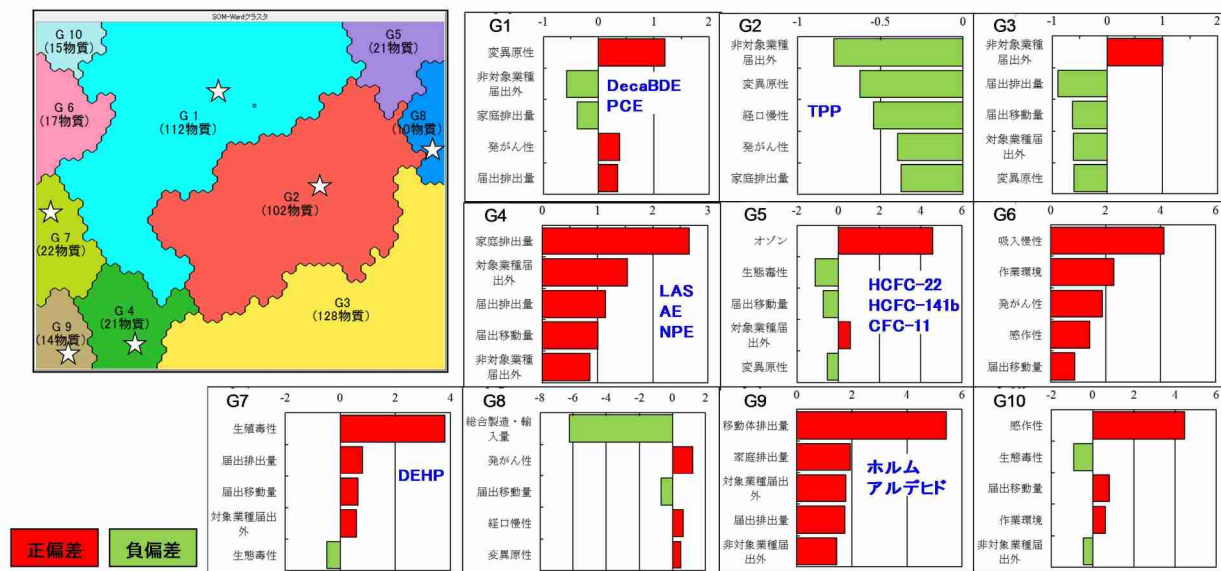 SOM-Wardクラスタ
G 10
(15物質)
G5
(21物質)
G 6
(17物質)
G 1
(112物質)
G8
(10物質)
G2
(102物質)
G 7
(22物質)
G3
(128物質)
G 4
(21物質)
G 9
(14物質)
G1
-1 0 1 2
変異原性
非対象業種
届出外
家庭排出量
発がん性
届出排出量
DecaBDE
PCE
G2
-1 -0.5 0
非対象業種
届出外
変異原性
経口慢性
発がん性
家庭排出量
TPP
G3
-1 0 1 2
非対象業種
届出外
届出排出量
届出移動量
対象業種届
出外
変異原性
G4
0 1 2 3
家庭排出量
対象業種届
出外
届出排出量
届出移動量
非対象業種
届出外
LAS
AE
NPE
G5
-2 0 2 4 6
オゾン
生態毒性
届出移動量
対象業種届
出外
変異原性
HCFC-22
HCFC-141b
CFC-11
G6
0 2 4 6
吸入慢性
作業環境
発がん性
感作性
届出移動量
G7
-2 0 2 4
生殖毒性
届出排出量
届出移動量
対象業種届出
外
生態毒性
DEHP
G8
-8 -6 -4 -2 0 2
総合製造・輸
入量
発がん性
届出移動量
経口慢性
変異原性
G9
0 2 4 6
移動体排出量
家庭排出量
対象業種届出
外
届出排出量
非対象業種届
出外
ホルム
アルデヒド
G10
-2 0 2 4 6
感作性
生態毒性
届出移動量
作業環境
非対象業種届
出外
正偏差
負偏差